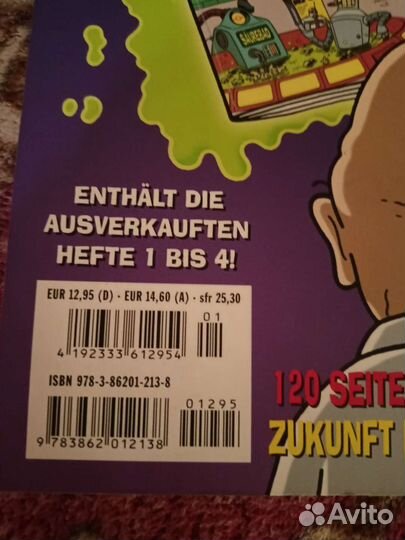 SÄUREBAD
ENTHÄLT DIE
AUSVERKAUFTEN
HEFTE 1 BIS 4!
EUR 12,95 (D) · EUR 14,60 (A) · sfr 25,30
01
4 192333 612954
ISBN 978-3-86201-213-8
01295
9 783862 012138
120 SEITE
ZUKUNFT
Avito